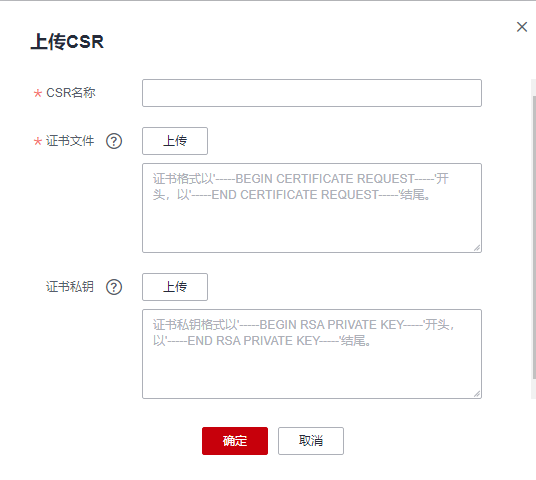 上传CSR
* CSR名称
* 证书文件 ?
上传
证书格式以'-----BEGIN CERTIFICATE REQUEST-----'开
头，以'-----END CERTIFICATE REQUEST-----'结尾。
证书私钥 ?
上传
证书私钥格式以'-----BEGIN RSA PRIVATE KEY-----'开头，
以'-----END RSA PRIVATE KEY-----'结尾。
确定 取消